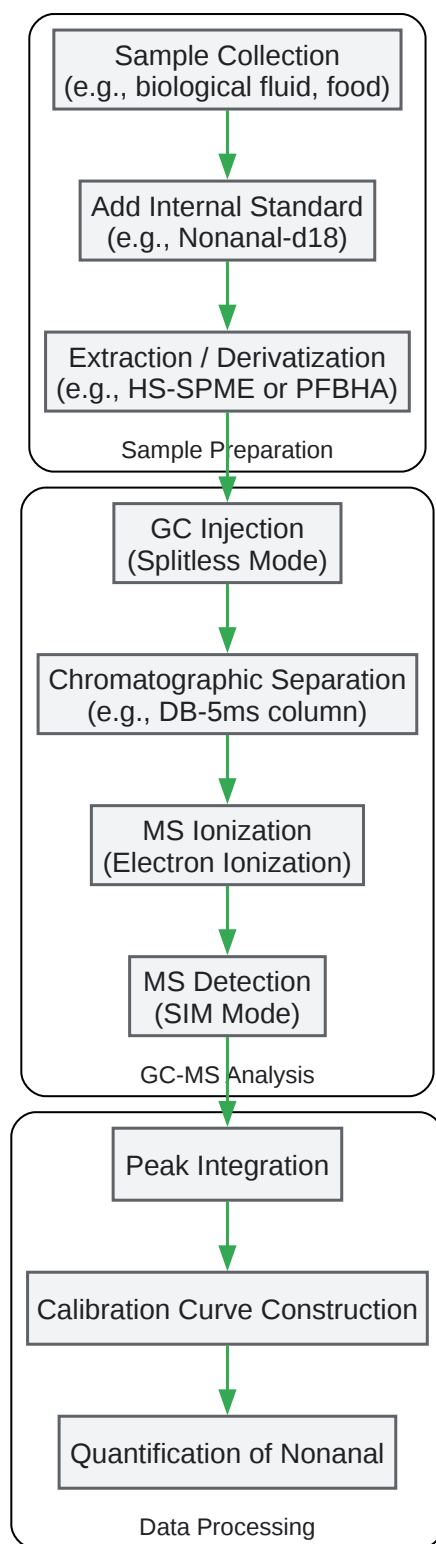 Sample Collection
(e.g., biological fluid, food)
Add Internal Standard
(e.g., Nonanal-d18)
Extraction / Derivatization
(e.g., HS-SPME or PFBHA)
Sample Preparation
GC Injection
(Splitless Mode)
Chromatographic Separation
(e.g., DB-5ms column)
MS Ionization
(Electron Ionization)
MS Detection
(SIM Mode)
GC-MS Analysis
Peak Integration
Calibration Curve Construction
Quantification of Nonanal
Data Processing